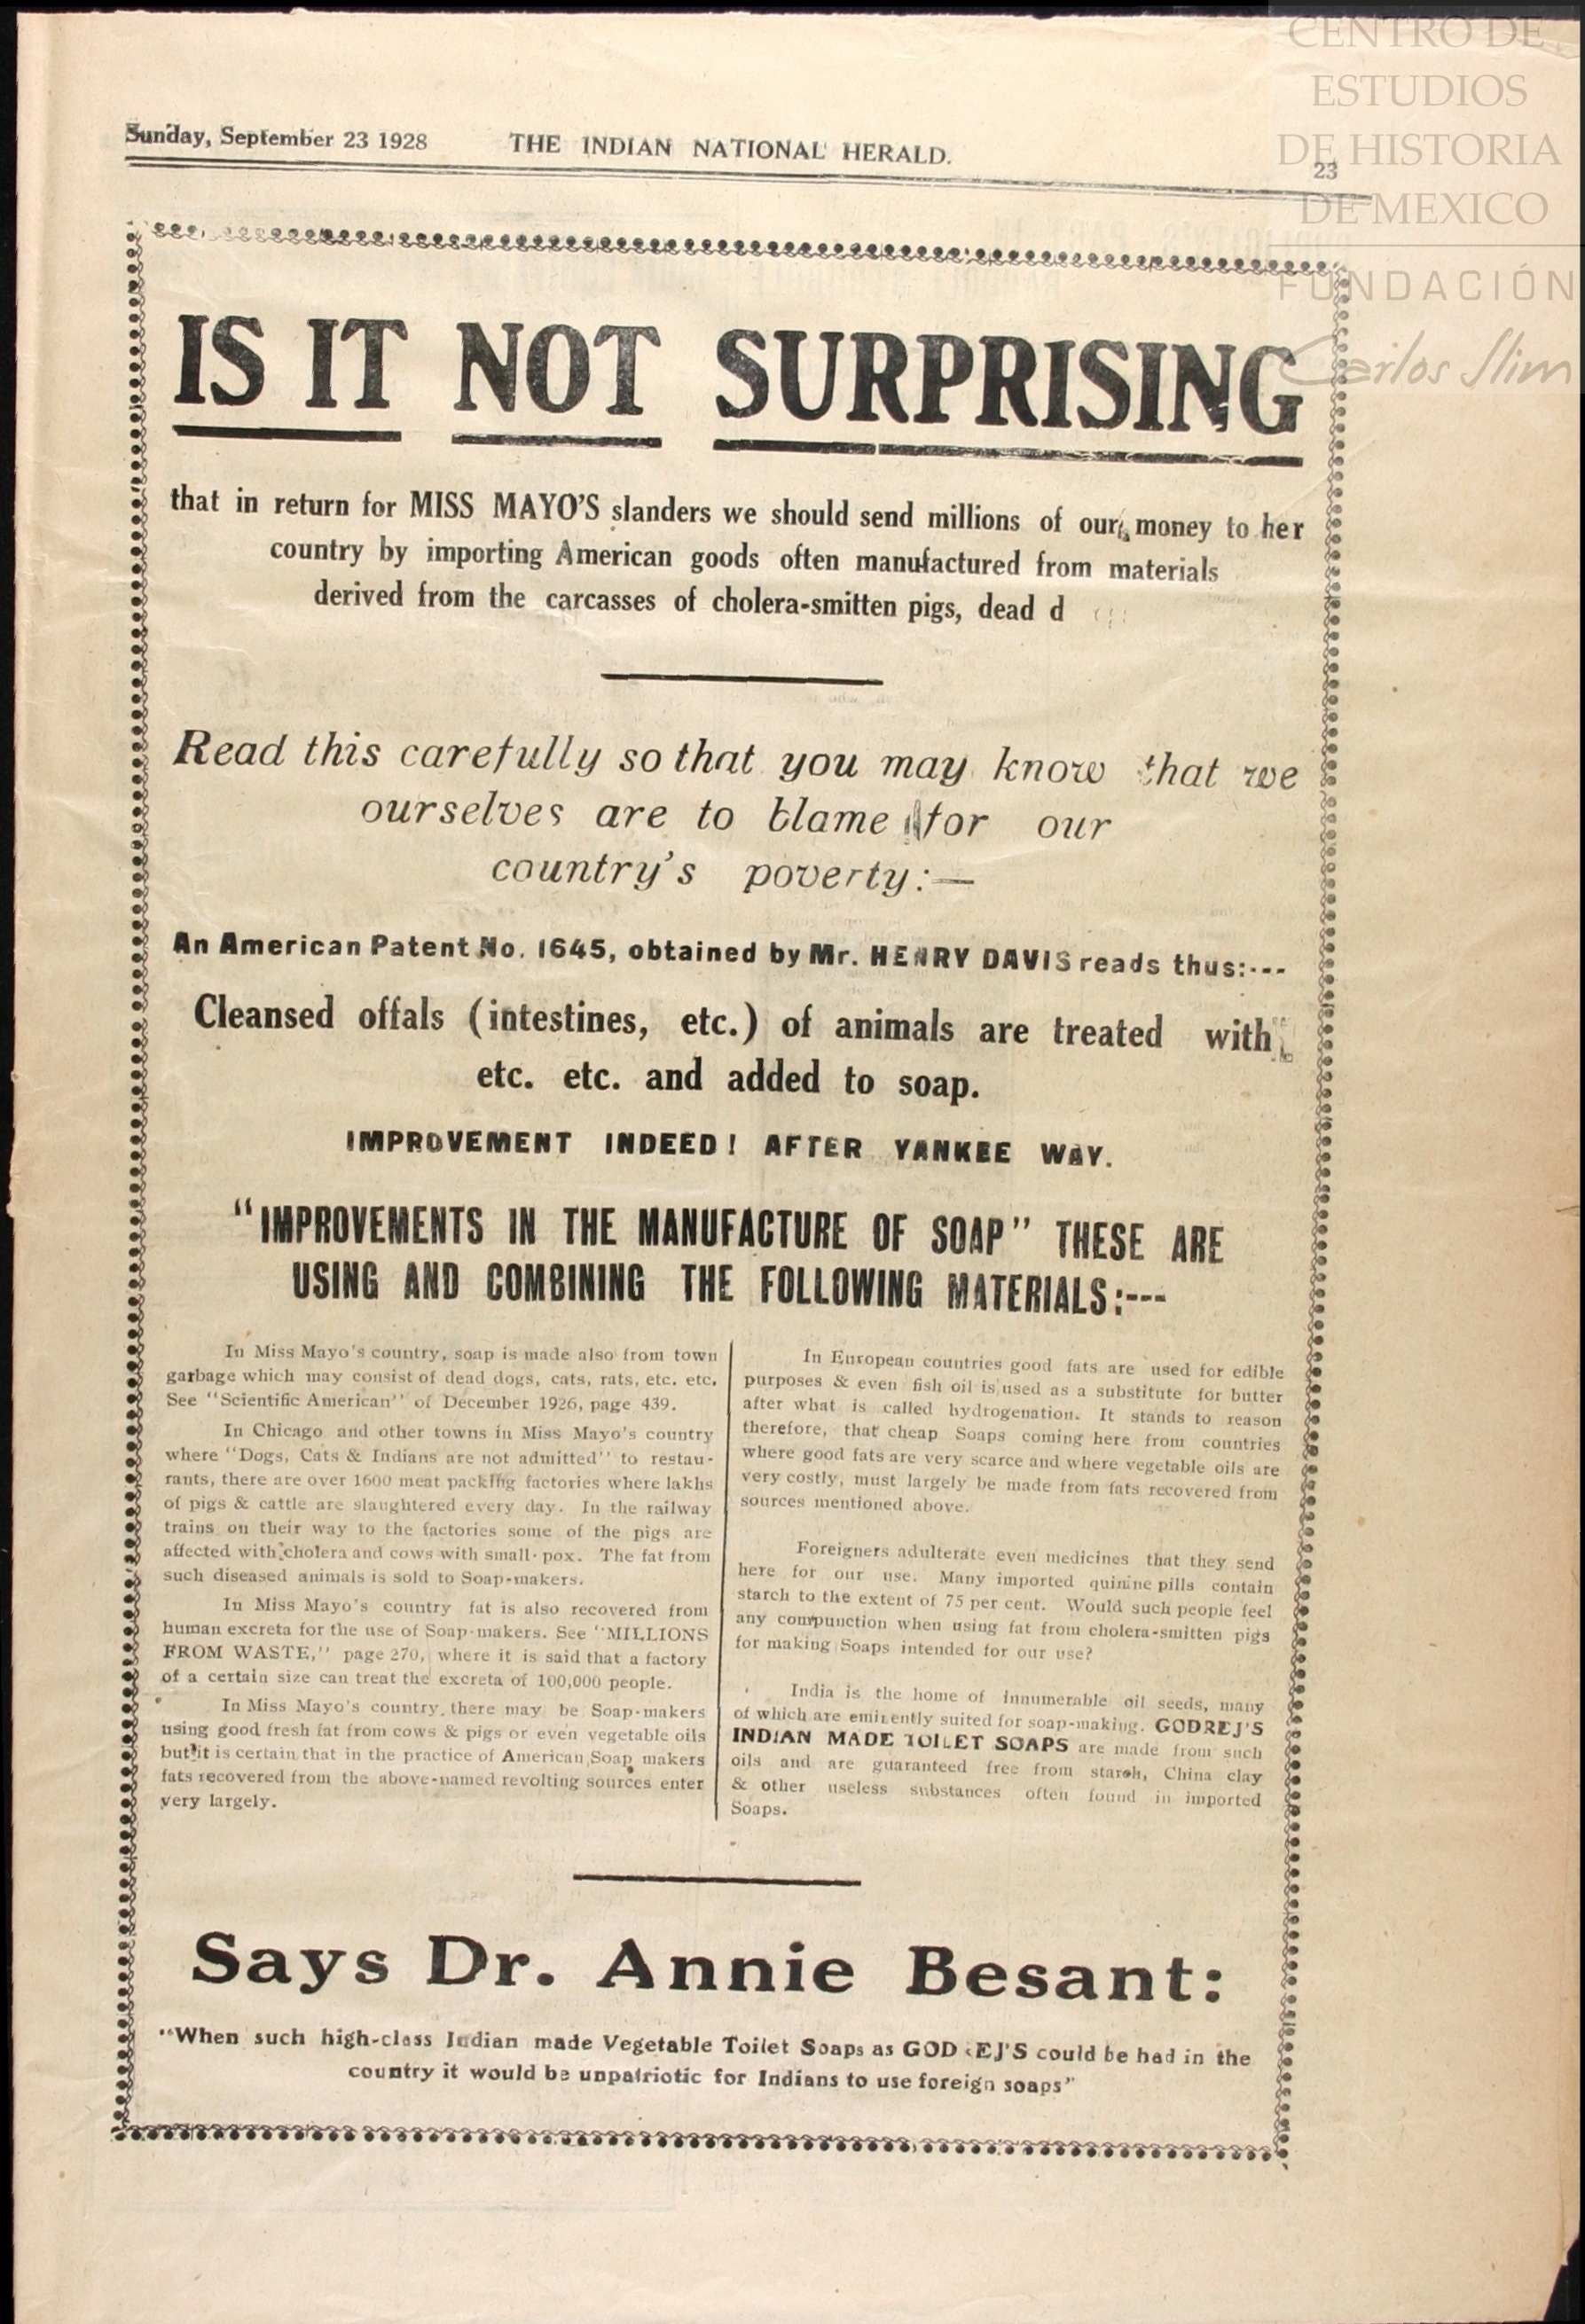 CENTRO DE
ESTUDIOS
DE HISTORIA
DE MEXICO
FUNDACIÓN
Carlos Slim
Sunday, September 23 1928 THE INDIAN NATIONAL HERALD. 23
IS IT NOT SURPRISING
that in return for MISS MAYO'S slanders we should send millions of our money to her
country by importing American goods often manufactured from materials
derived from the carcasses of cholera-smitten pigs, dead d
Read this carefully so that you may know that we
ourselves are to blame for our
country's poverty:—
An American Patent No. 1645, obtained by Mr. HENRY DAVIS reads thus:---
Cleansed offals (intestines, etc.) of animals are treated with
etc. etc. and added to soap.
IMPROVEMENT INDEED! AFTER YANKEE WAY.
"IMPROVEMENTS IN THE MANUFACTURE OF SOAP" THESE ARE
USING AND COMBINING THE FOLLOWING MATERIALS:---
In Miss Mayo's country, soap is made also from town
garbage which may consist of dead dogs, cats, rats, etc. etc.
See "Scientific American" of December 1926, page 439.
In Chicago and other towns in Miss Mayo's country
where "Dogs, Cats & Indians are not admitted" to restau-
rants, there are over 1600 meat packing factories where lakhs
of pigs & cattle are slaughtered every day. In the railway
trains on their way to the factories some of the pigs are
affected with cholera and cows with small-pox. The fat from
such diseased animals is sold to Soap-makers.
In Miss Mayo's country fat is also recovered from
human excreta for the use of Soap-makers. See "MILLIONS
FROM WASTE," page 270, where it is said that a factory
of a certain size can treat the excreta of 100,000 people.
In Miss Mayo's country, there may be Soap-makers
using good fresh fat from cows & pigs or even vegetable oils
but it is certain that in the practice of American Soap makers
fats recovered from the above-named revolting sources enter
very largely.
In European countries good fats are used for edible
purposes & even fish oil is used as a substitute for butter
after what is called hydrogenation. It stands to reason
therefore, that cheap Soaps coming here from countries
where good fats are very scarce and where vegetable oils are
very costly, must largely be made from fats recovered from
sources mentioned above.
Foreigners adulterate even medicines that they send
here for our use. Many imported quinine pills contain
starch to the extent of 75 per cent. Would such people feel
any compunction when using fat from cholera-smitten pigs
for making Soaps intended for our use?
India is the home of innumerable oil seeds, many
of which are eminently suited for soap-making. GODREJ'S
INDIAN MADE TOILET SOAPS are made from such
oils and are guaranteed free from starch, China clay
& other useless substances often found in imported
Soaps.
Says Dr. Annie Besant:
"When such high-class Indian made Vegetable Toilet Soaps as GODREJ'S could be had in the
country it would be unpatriotic for Indians to use foreign soaps"